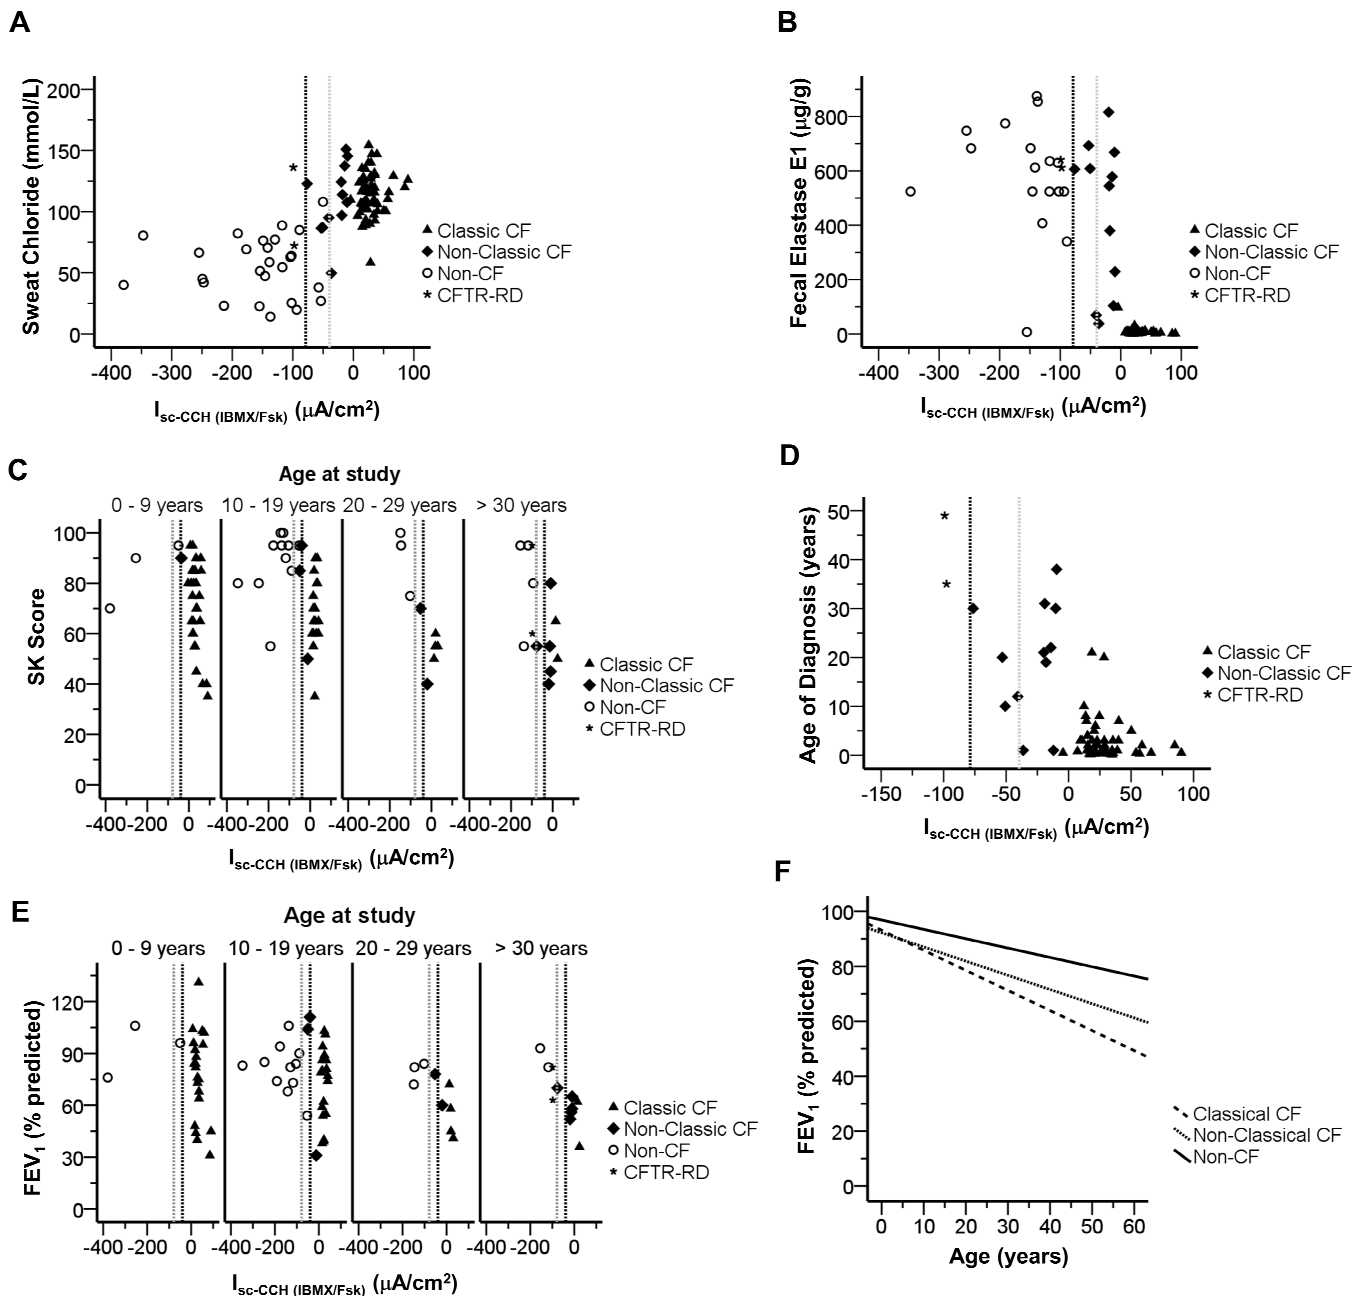 A
Sweat Chloride (mmol/L)
200
150
100
50
0
-400 -300 -200 -100 0 100
Isc-CCH (IBMX/Fsk) (μA/cm²)
Classic CF
Non-Classic CF
Non-CF
CFTR-RD
B
Fecal Elastase E1 (μg/g)
800
600
400
200
0
-400 -300 -200 -100 0 100
Isc-CCH (IBMX/Fsk) (μA/cm²)
Classic CF
Non-Classic CF
Non-CF
CFTR-RD
C
Age at study
0 - 9 years 10 - 19 years 20 - 29 years > 30 years
SK Score
100
80
60
40
20
0
-400 -200 0 -400 -200 0 -400 -200 0 -400 -200 0
Isc-CCH (IBMX/Fsk) (μA/cm²)
Classic CF
Non-Classic CF
Non-CF
CFTR-RD
D
Age of Diagnosis (years)
50
40
30
20
10
0
-150 -100 -50 0 50 100
Isc-CCH (IBMX/Fsk) (μA/cm²)
Classic CF
Non-Classic CF
CFTR-RD
E
Age at study
0 - 9 years 10 - 19 years 20 - 29 years > 30 years
FEV1 (% predicted)
120
90
60
30
0
-400 -200 0 -400 -200 0 -400 -200 0 -400 -200 0
Isc-CCH (IBMX/Fsk) (μA/cm²)
Classic CF
Non-Classic CF
Non-CF
CFTR-RD
F
FEV1 (% predicted)
100
80
60
40
20
0
0 10 20 30 40 50 60
Age (years)
Classical CF
Non-Classical CF
Non-CF